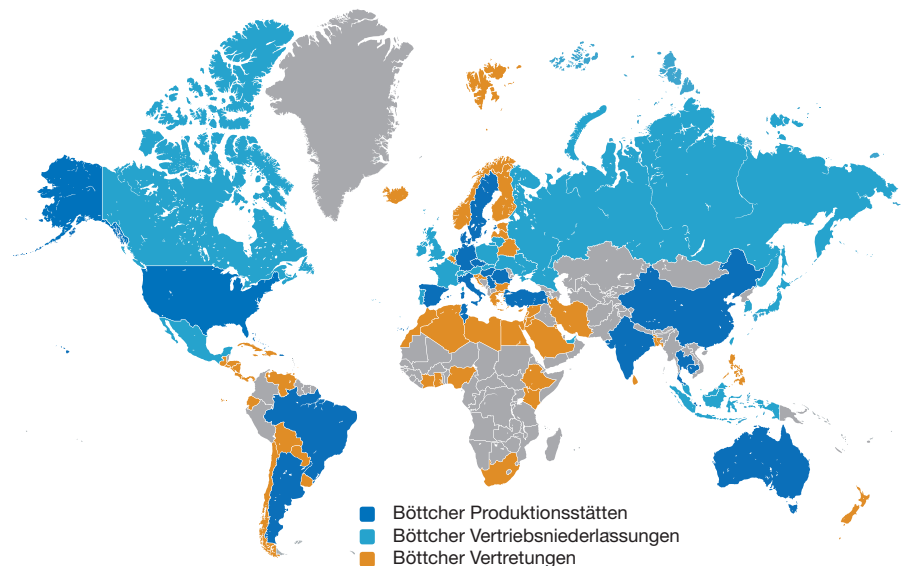 Böttcher Produktionsstätten
Böttcher Vertriebsniederlassungen
Böttcher Vertretungen